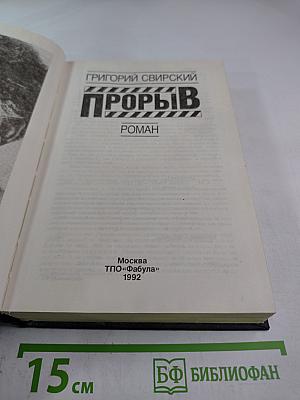 ГРИГОРИЙ СВИРСКИЙ
ПРОРЫВ
РОМАН
Москва
ТПО«Фабула»
1992
15 см
БФ БИБЛИОФАН